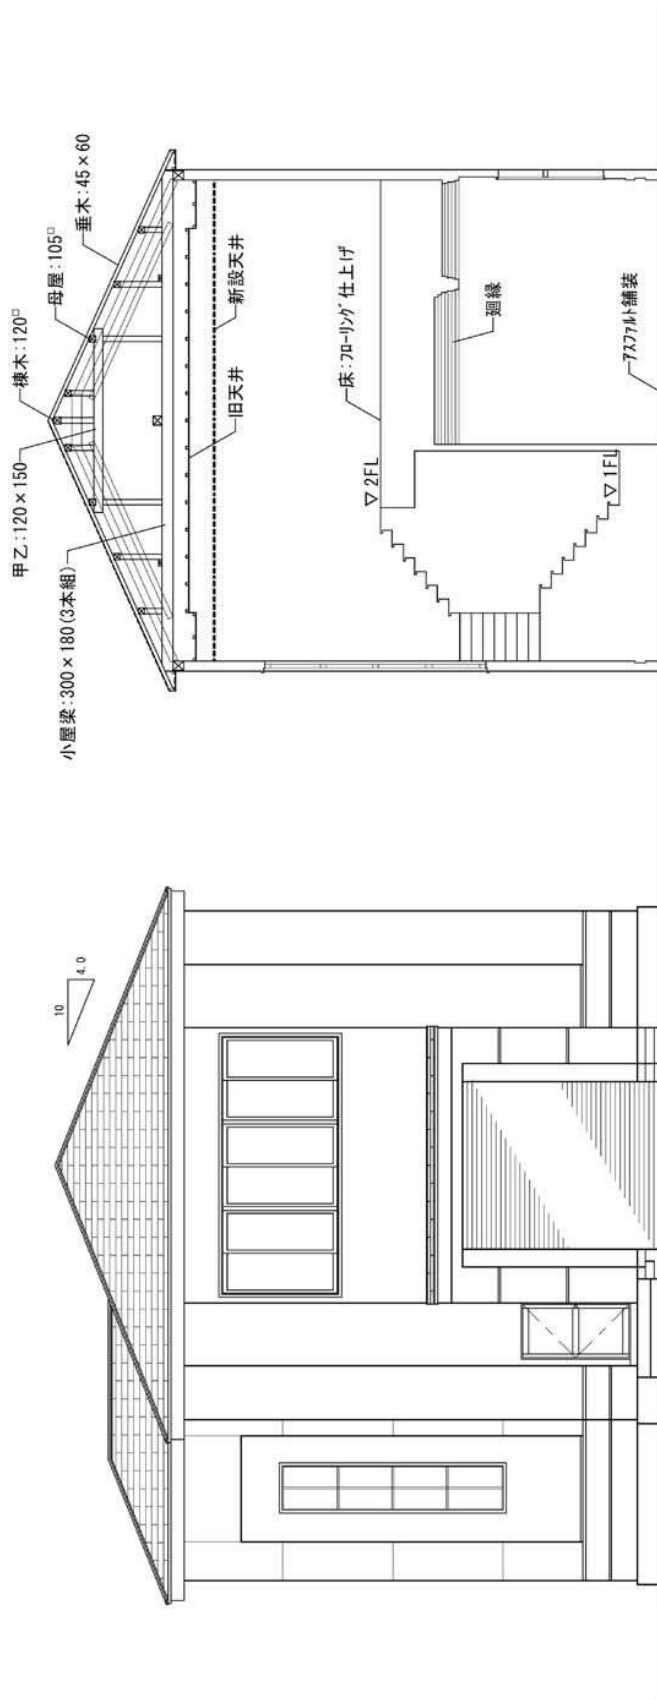 甲乙:120×150
棟木:120□
母屋:105□
垂木:45×60
小屋梁:300×180(3本組)
旧天井
新設天井
床:フローリング仕上げ
▽2FL
廻縁
▽1FL
アスファルト舗装
10
4.0